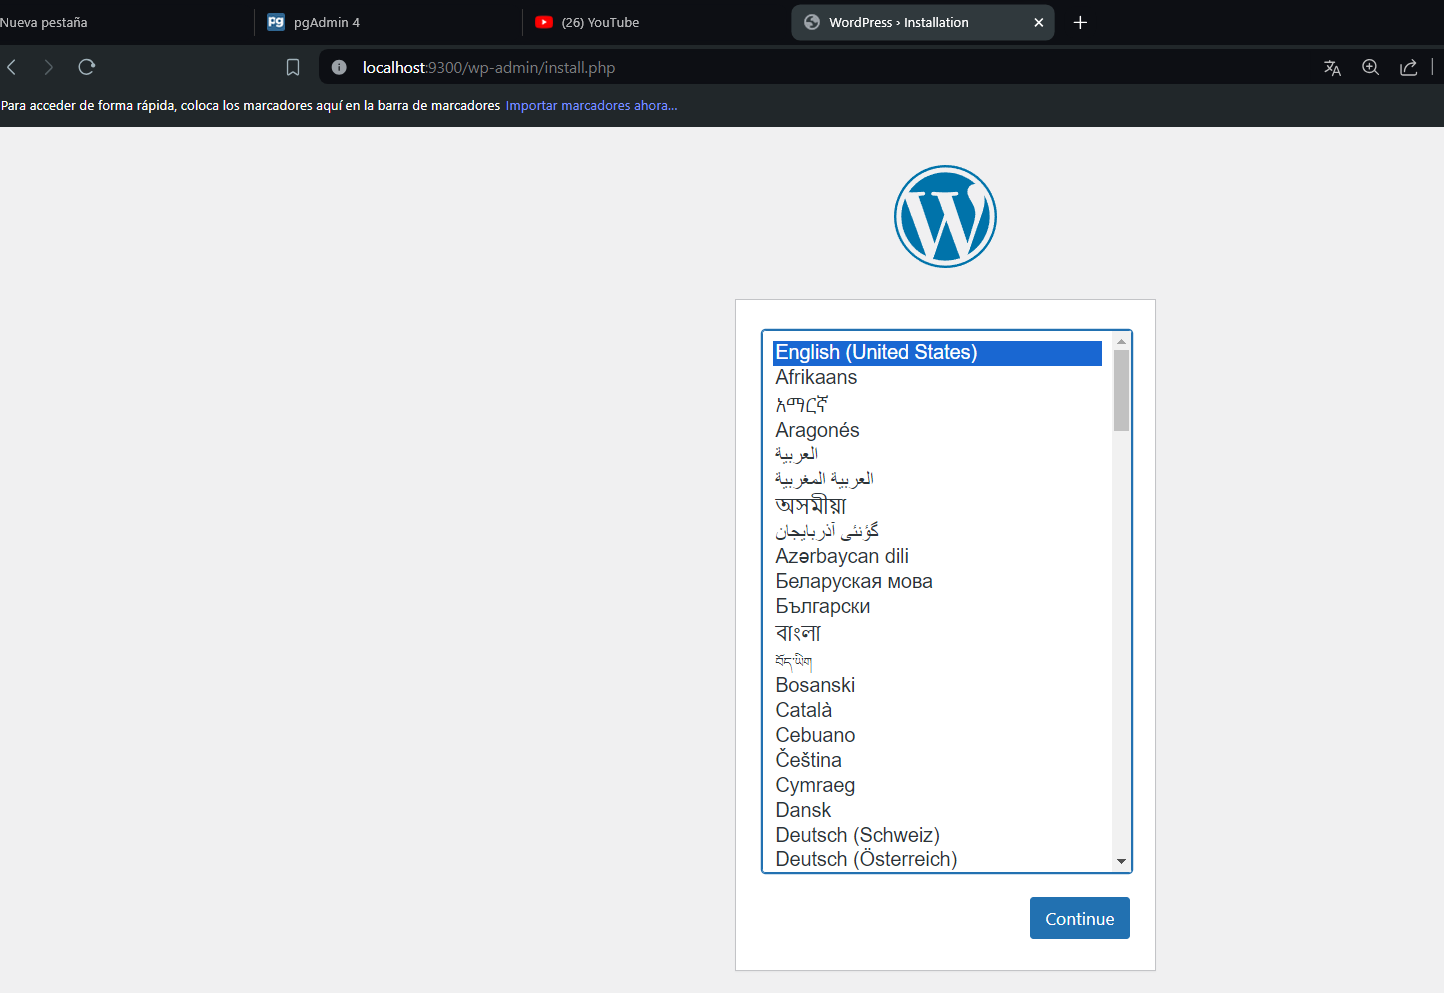 Nueva pestaña
pgAdmin 4
(26) YouTube
WordPress › Installation
localhost:9300/wp-admin/install.php
Para acceder de forma rápida, coloca los marcadores aquí en la barra de marcadores Importar marcadores ahora...
English (United States)
Afrikaans
አማርኛ
Aragonés
العربية
العربية المغربية
অসমীয়া
گؤنئی آذربایجان
Azərbaycan dili
Беларуская мова
Български
বাংলা
བོད་ཡིག
Bosanski
Català
Cebuano
Čeština
Cymraeg
Dansk
Deutsch (Schweiz)
Deutsch (Österreich)
Continue